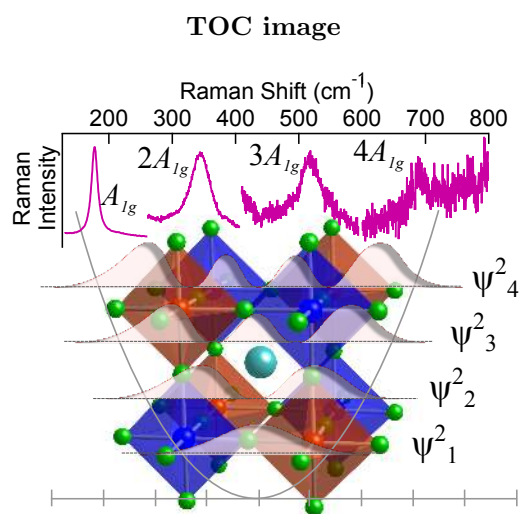 TOC image
Raman Shift (cm⁻¹)
200 300 400 500 600 700 800
Raman
Intensity
A₁g 2A₁g 3A₁g 4A₁g
ψ²₄
ψ²₃
ψ²₂
ψ²₁